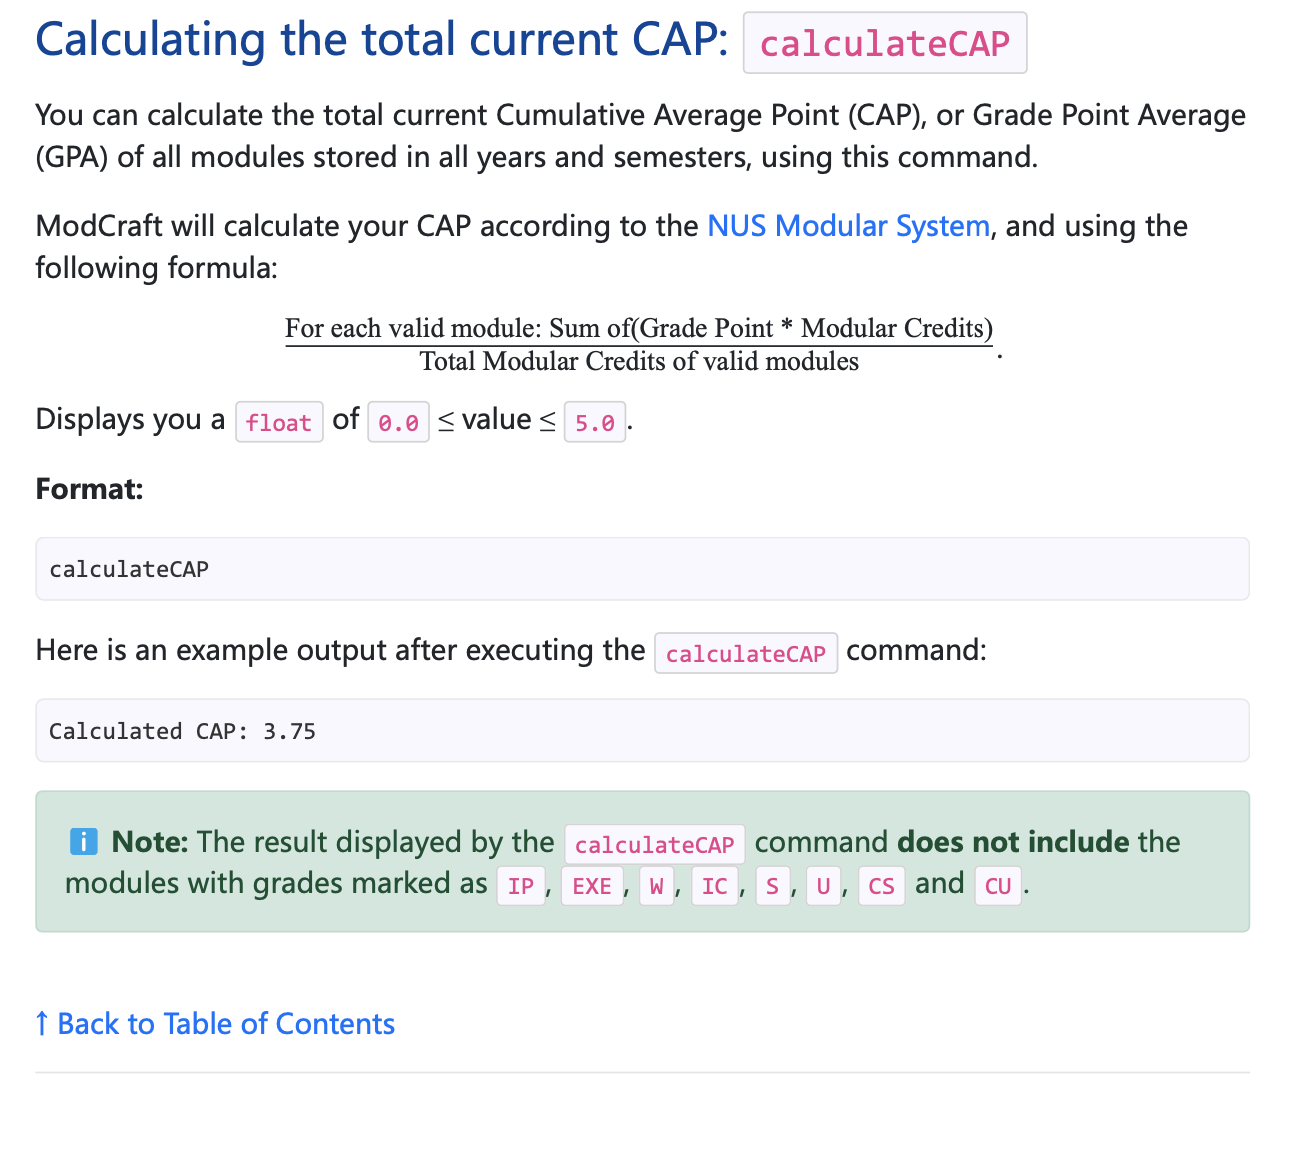 Calculating the total current CAP: calculateCAP
You can calculate the total current Cumulative Average Point (CAP), or Grade Point Average
(GPA) of all modules stored in all years and semesters, using this command.
ModCraft will calculate your CAP according to the NUS Modular System, and using the
following formula:
For each valid module: Sum of(Grade Point * Modular Credits)
Total Modular Credits of valid modules.
Displays you a float of 0.0 ≤ value ≤ 5.0.
Format:
calculateCAP
Here is an example output after executing the calculateCAP command:
Calculated CAP: 3.75
ℹ Note: The result displayed by the calculateCAP command does not include the
modules with grades marked as IP, EXE, W, IC, S, U, CS and CU.
↑ Back to Table of Contents